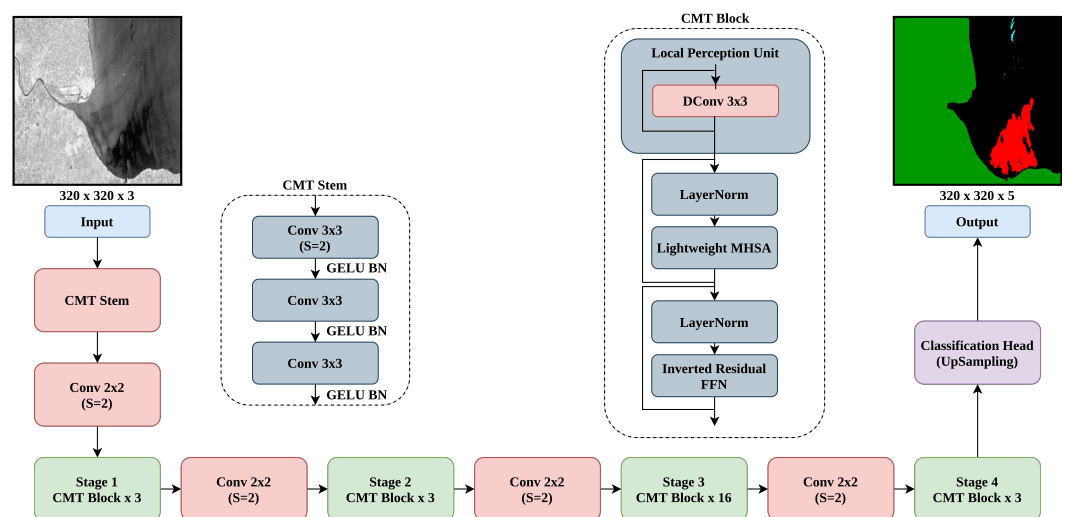 320 x 320 x 3
Input
CMT Stem
Conv 2x2
(S=2)
CMT Stem
Conv 3x3
(S=2)
GELU BN
Conv 3x3
GELU BN
Conv 3x3
GELU BN
CMT Block
Local Perception Unit
DConv 3x3
LayerNorm
Lightweight MHSA
LayerNorm
Inverted Residual
FFN
320 x 320 x 5
Output
Classification Head
(UpSampling)
Stage 1
CMT Block x 3
Conv 2x2
(S=2)
Stage 2
CMT Block x 3
Conv 2x2
(S=2)
Stage 3
CMT Block x 16
Conv 2x2
(S=2)
Stage 4
CMT Block x 3